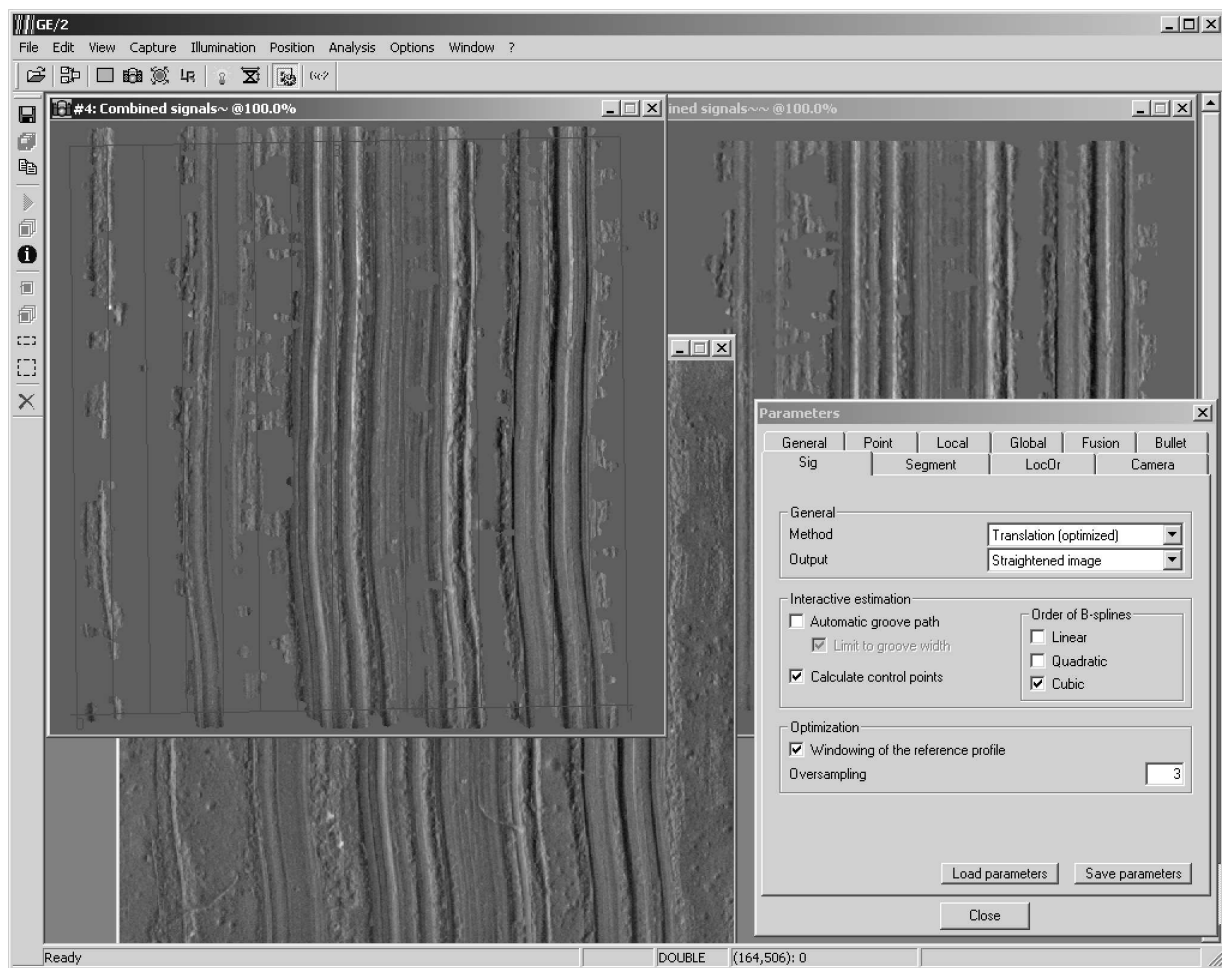 GE/2
File Edit View Capture Illumination Position Analysis Options Window ?
LR
#4: Combined signals~ @100.0%
ined signals~~ @100.0%
Parameters
General Point Local Global Fusion Bullet
Sig Segment LocOr Camera
General
Method Translation (optimized)
Output Straightened image
Interactive estimation
Automatic groove path
Limit to groove width
Calculate control points
Order of B-splines
Linear
Quadratic
Cubic
Optimization
Windowing of the reference profile
Oversampling 3
Load parameters Save parameters
Close
Ready DOUBLE (164,506): 0